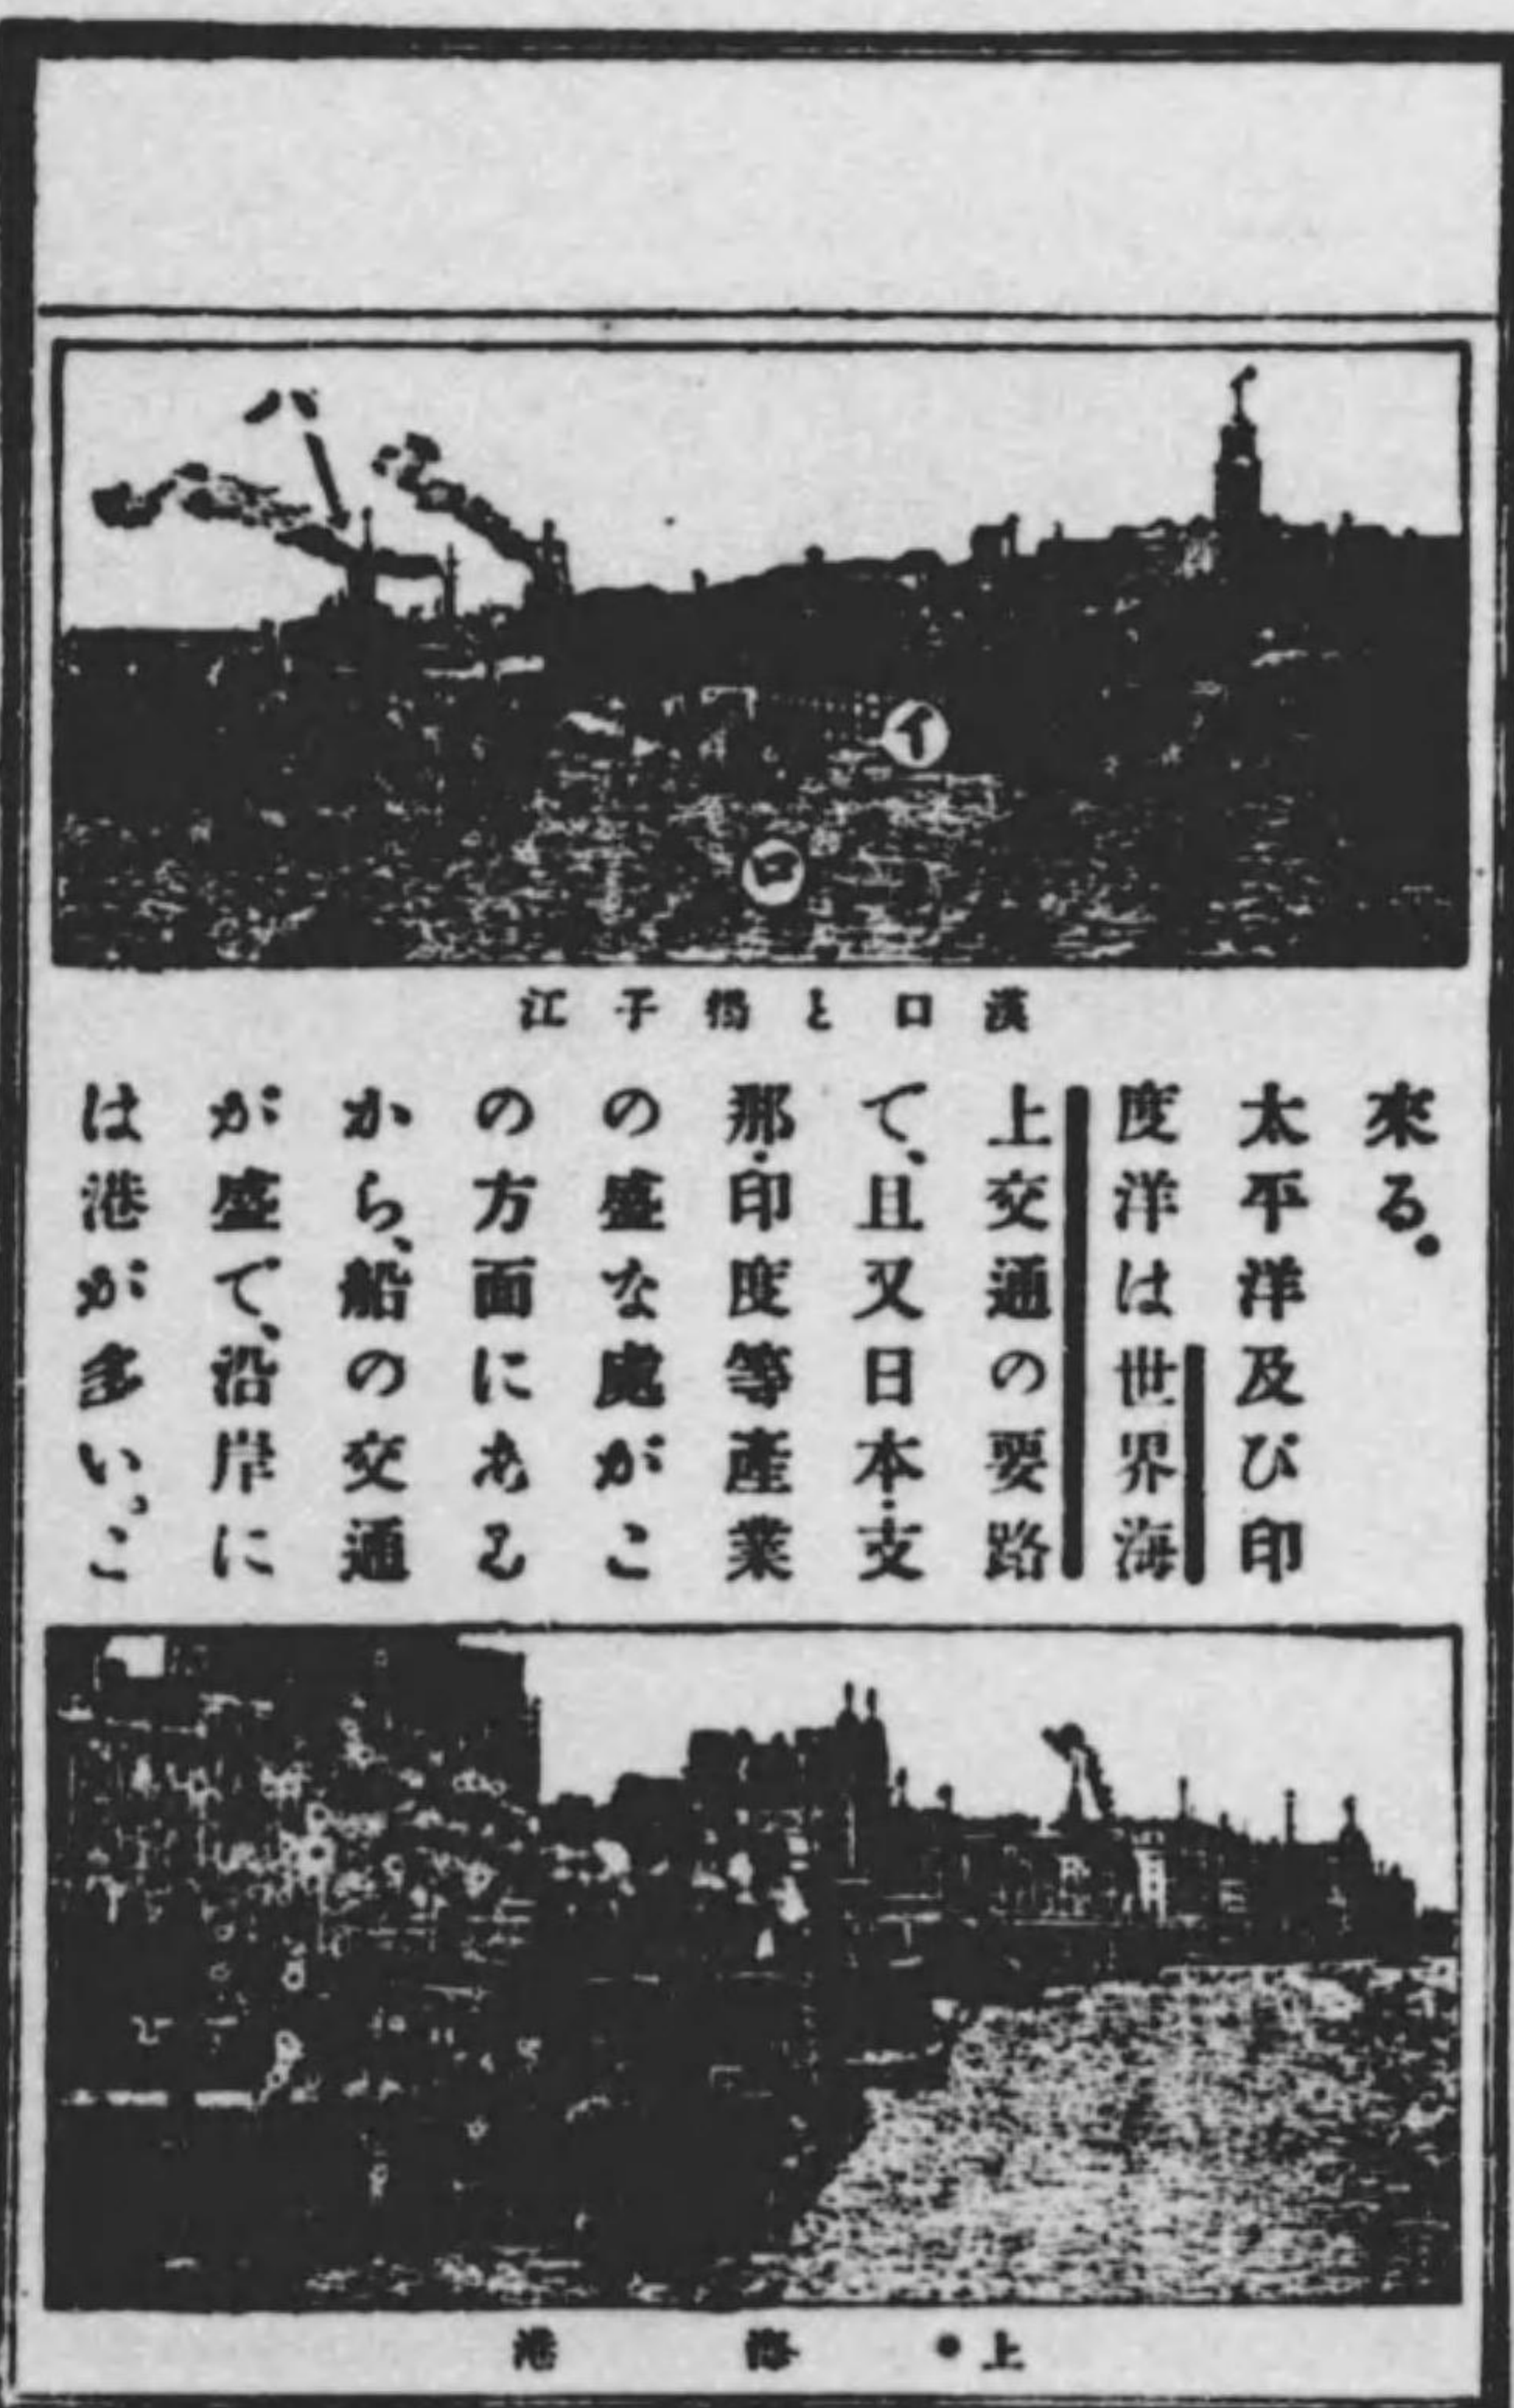 ハ
イ
ロ
漢口と揚子江
來る。
太平洋及び印
度洋は世界海
上交通の要路
て、且又日本・支
那・印度等產業
の盛な處がこ
の方面にある
から、船の交通
が盛て、沿岸に
は港が多い。こ
上海港